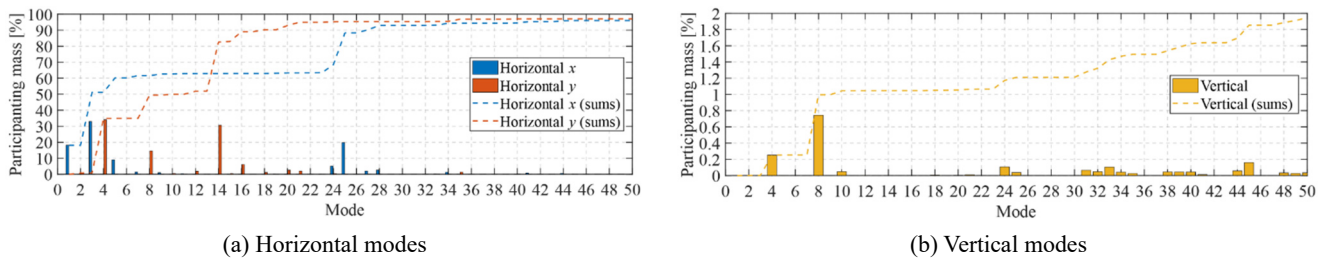 Participanting mass [%]
100
90
80
70
60
50
40
30
20
10
0
0 2 4 6 8 10 12 14 16 18 20 22 24 26 28 30 32 34 36 38 40 42 44 46 48 50
Mode
Horizontal x
Horizontal y
Horizontal x (sums)
Horizontal y (sums)
(a) Horizontal modes
Participanting mass [%]
2
1.8
1.6
1.4
1.2
1
0.8
0.6
0.4
0.2
0
0 2 4 6 8 10 12 14 16 18 20 22 24 26 28 30 32 34 36 38 40 42 44 46 48 50
Mode
Vertical
Vertical (sums)
(b) Vertical modes